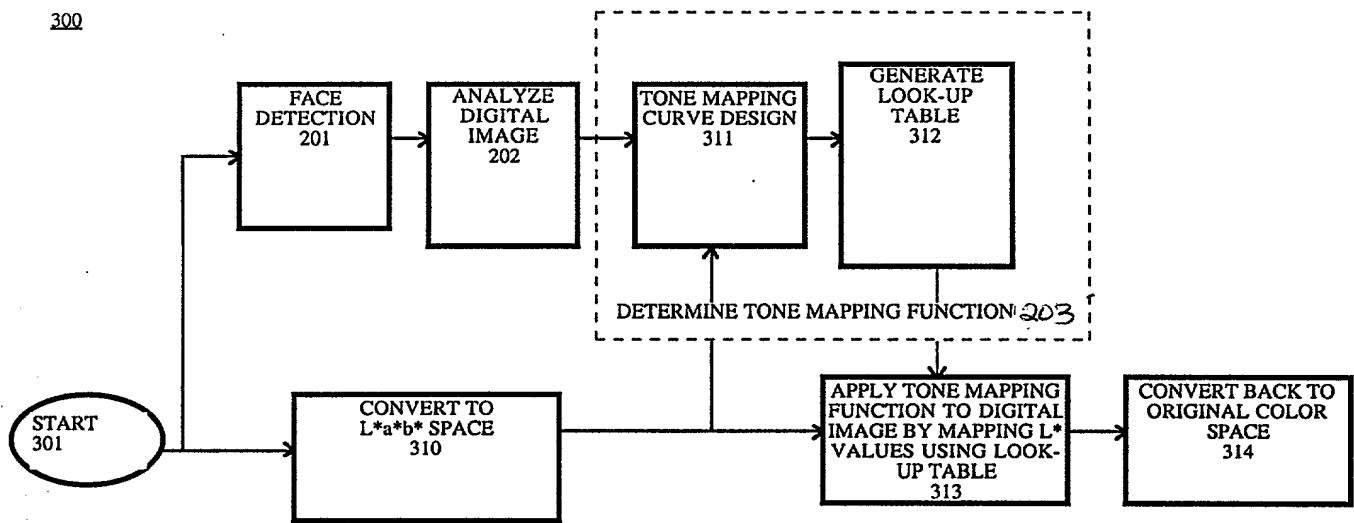 300
FACE
DETECTION
201
ANALYZE
DIGITAL
IMAGE
202
TONE MAPPING
CURVE DESIGN
311
GENERATE
LOOK-UP
TABLE
312
DETERMINE TONE MAPPING FUNCTION 203
START
301
CONVERT TO
L*a*b* SPACE
310
APPLY TONE MAPPING
FUNCTION TO DIGITAL
IMAGE BY MAPPING L*
VALUES USING LOOK-
UP TABLE
313
CONVERT BACK TO
ORIGINAL COLOR
SPACE
314